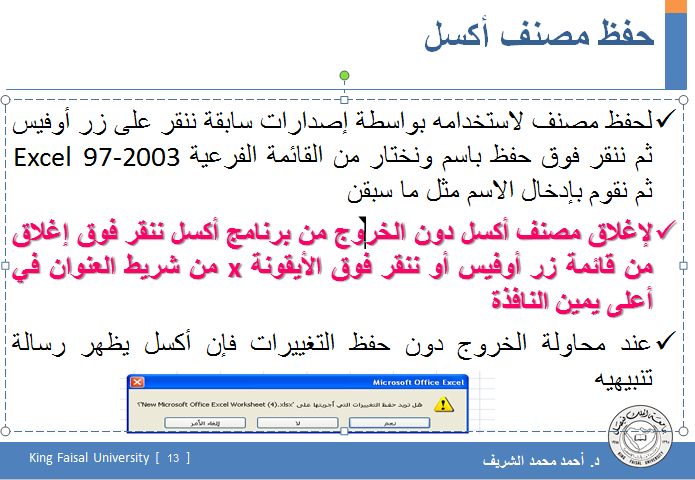 حفظ مصنف أكسل
لحفظ مصنف لاستخدامه بواسطة إصدارات سابقة ننقر على زر أوفيس
ثم ننقر فوق حفظ باسم ونختار من القائمة الفرعية Excel 97-2003
ثم نقوم بإدخال الاسم مثل ما سبقن
لإغلاق مصنف أكسل دون الخروج من برنامج أكسل ننقر فوق إغلاق
من قائمة زر أوفيس أو ننقر فوق الأيقونة x من شريط العنوان في
أعلى يمين النافذة
عند محاولة الخروج دون حفظ التغييرات فإن أكسل يظهر رسالة
تنبيهيه
Microsoft Office Excel
هل تريد حفظ التغييرات التي أجريتها على 'New Microsoft Office Excel Worksheet (4).xlsx'؟
نعم
لا
إلغاء الأمر
د. أحمد محمد الشريف
King Faisal University [ 13 ]